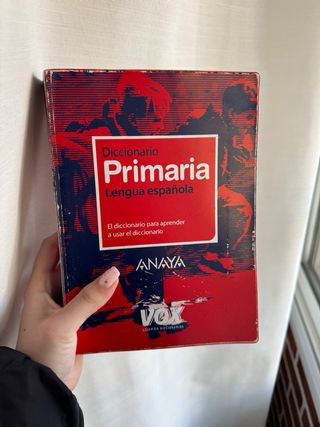 Diccionario
Primaria
Lengua española
El diccionario para aprender
a usar el diccionario
ANAYA
VOX